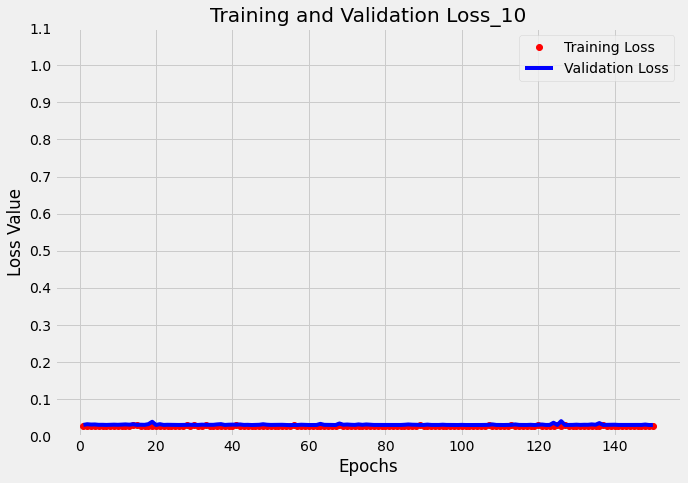 Training and Validation Loss_10
1.1
1.0
0.9
0.8
0.7
0.6
0.5
0.4
0.3
0.2
0.1
0.0
Loss Value
Training Loss
Validation Loss
0 20 40 60 80 100 120 140
Epochs